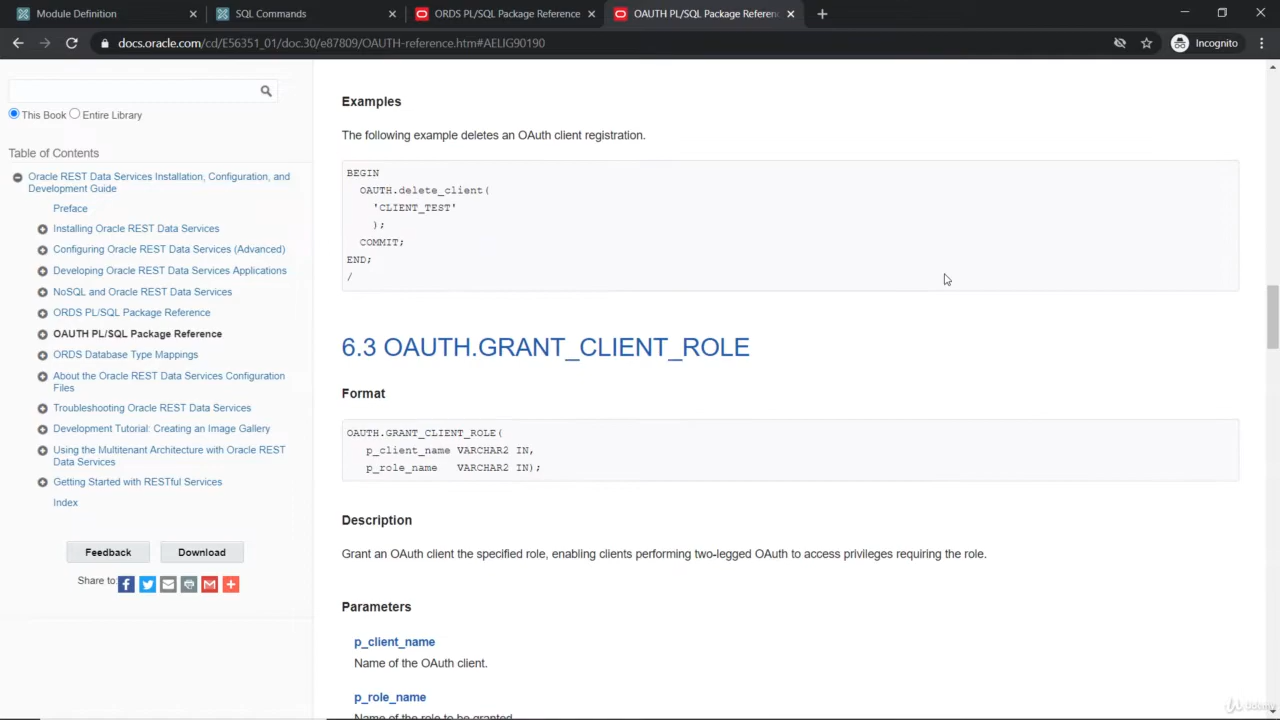 Module Definition
SQL Commands
ORDS PL/SQL Package Reference
OAUTH PL/SQL Package Referen
docs.oracle.com/cd/E56351_01/doc.30/e87809/OAUTH-reference.htm#AELIG90190
Incognito
This Book
Entire Library
Table of Contents
Oracle REST Data Services Installation, Configuration, and
Development Guide
Preface
Installing Oracle REST Data Services
Configuring Oracle REST Data Services (Advanced)
Developing Oracle REST Data Services Applications
NoSQL and Oracle REST Data Services
ORDS PL/SQL Package Reference
OAUTH PL/SQL Package Reference
ORDS Database Type Mappings
About the Oracle REST Data Services Configuration
Files
Troubleshooting Oracle REST Data Services
Development Tutorial: Creating an Image Gallery
Using the Multitenant Architecture with Oracle REST
Data Services
Getting Started with RESTful Services
Index
Feedback
Download
Share to:
Examples
The following example deletes an OAuth client registration.
BEGIN
OAUTH.delete_client(
'CLIENT_TEST'
);
COMMIT;
END;
/
6.3 OAUTH.GRANT_CLIENT_ROLE
Format
OAUTH.GRANT_CLIENT_ROLE(
p_client_name VARCHAR2 IN,
p_role_name VARCHAR2 IN);
Description
Grant an OAuth client the specified role, enabling clients performing two-legged OAuth to access privileges requiring the role.
Parameters
p_client_name
Name of the OAuth client.
p_role_name
Name of the role to be granted
udemy